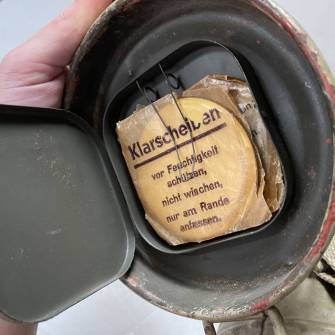 Klarscheiben
vor Feuchtigkeit
schützen,
nicht wischen,
nur am Rande
anfassen.